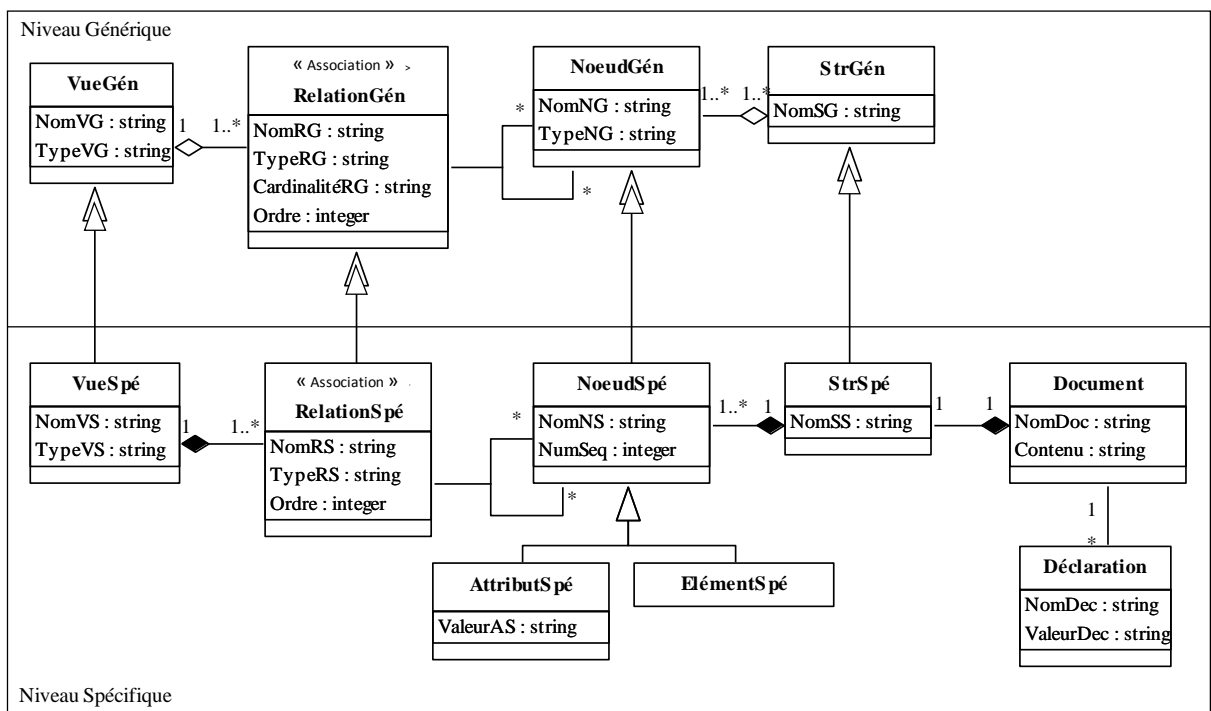 Niveau Générique
VueGén
NomVG : string
TypeVG : string
1
1..*
« Association » >
RelationGén
NomRG : string
TypeRG : string
CardinalitéRG : string
Ordre : integer
*
*
NoeudGén
NomNG : string
TypeNG : string
1..*
1..*
StrGén
NomSG : string
VueSpé
NomVS : string
TypeVS : string
1
1..*
« Association »
RelationSpé
NomRS : string
TypeRS : string
Ordre : integer
*
*
NoeudSpé
NomNS : string
NumSeq : integer
1..*
1
StrSpé
NomSS : string
1
1
Document
NomDoc : string
Contenu : string
1
*
AttributSpé
ValeurAS : string
ElémentSpé
Déclaration
NomDec : string
ValeurDec : string
Niveau Spécifique